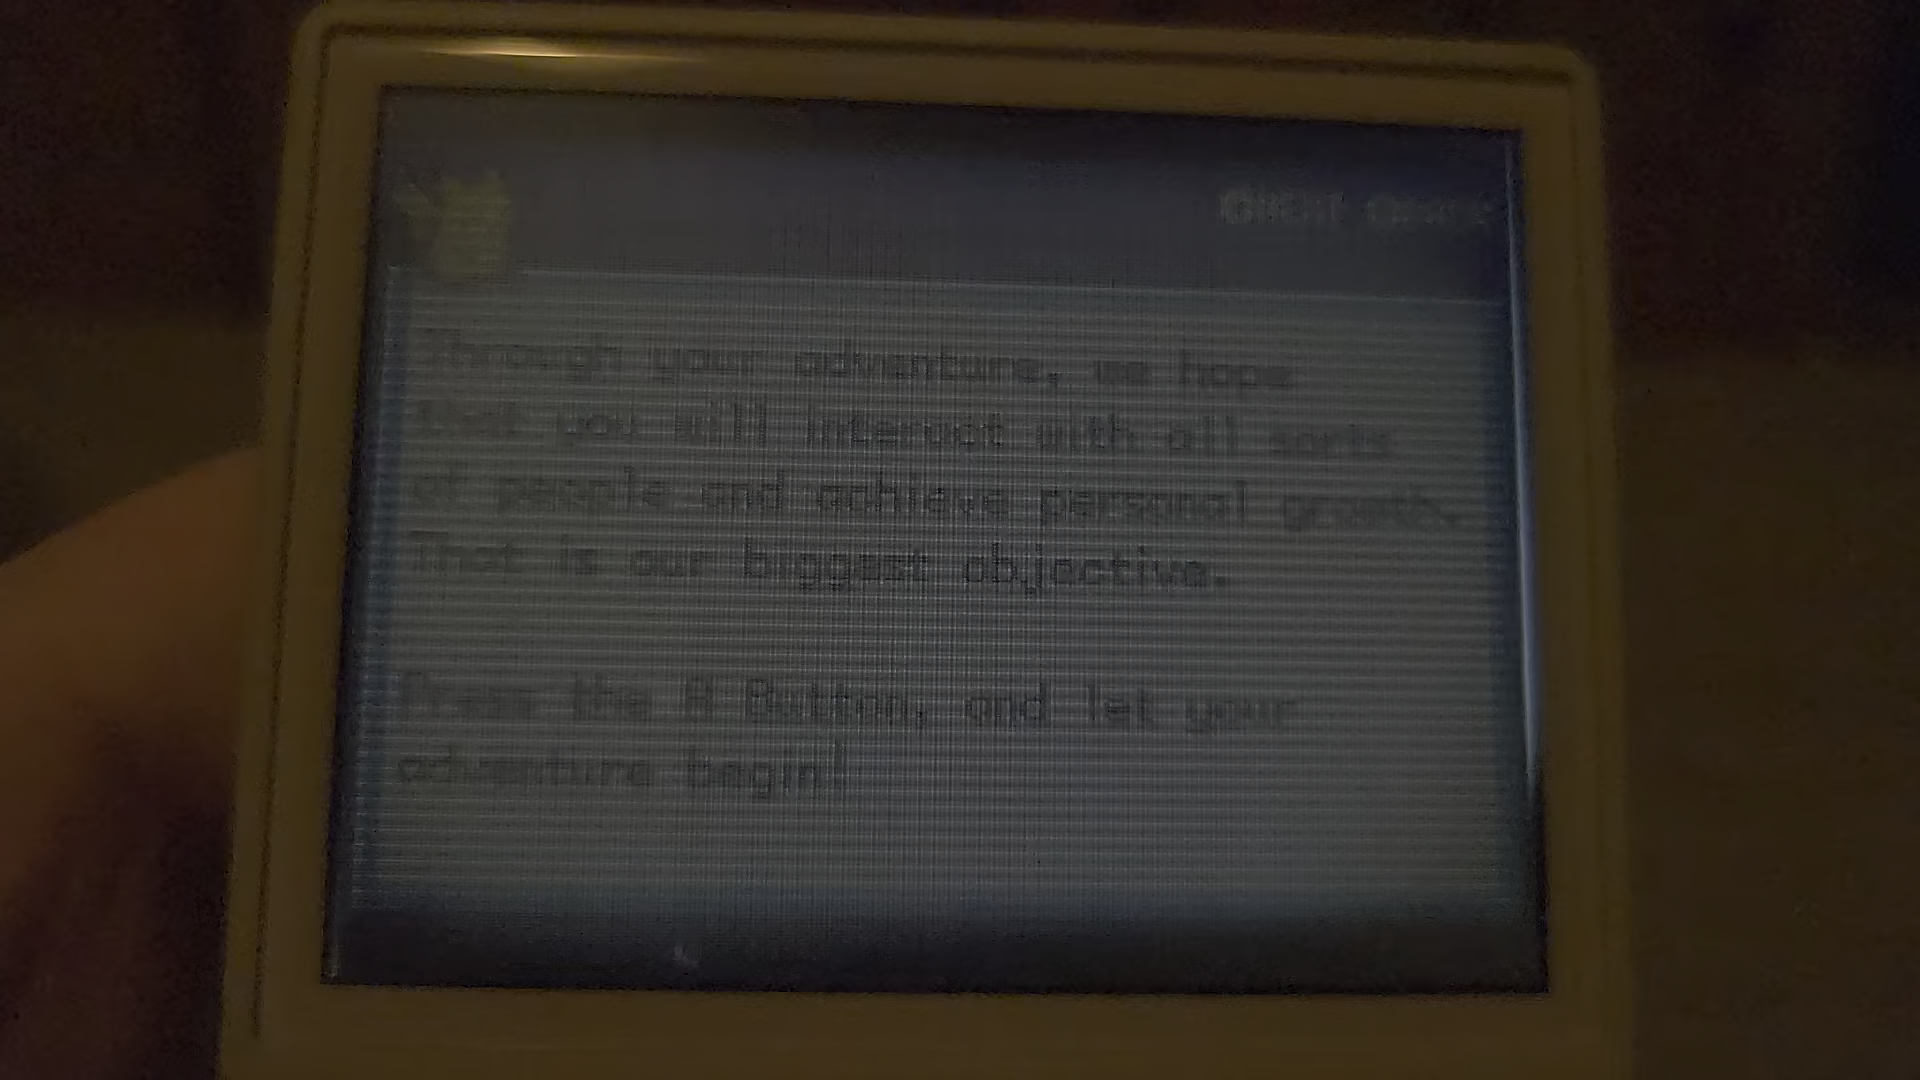 Through your adventure, we hope
that you will interact with all sorts
of people and achieve personal growth.
That is our biggest objective.
Press the A Button, and let your
adventure begin!